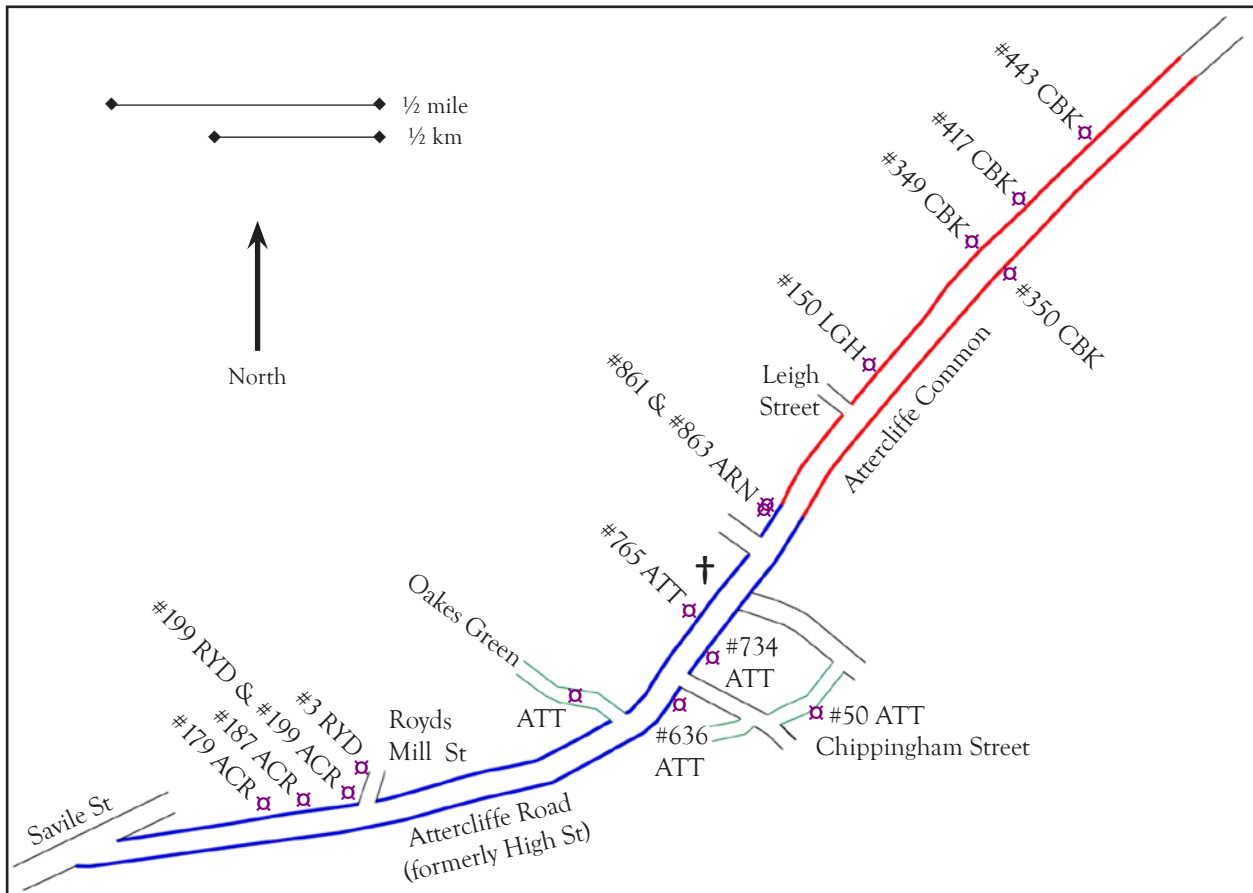 ½ mile
½ km
North
#443 CBK
#417 CBK
#349 CBK
#350 CBK
#150 LGH
Leigh
Street
Attercliffe Common
#861 & #863 ARN
#765 ATT
†
Oakes Green
ATT
#734
ATT
#636
ATT
#50 ATT
Chippingham Street
#199 RYD & #199 ACR
#3 RYD
#187 ACR
#179 ACR
Royds
Mill St
Savile St
Attercliffe Road
(formerly High St)